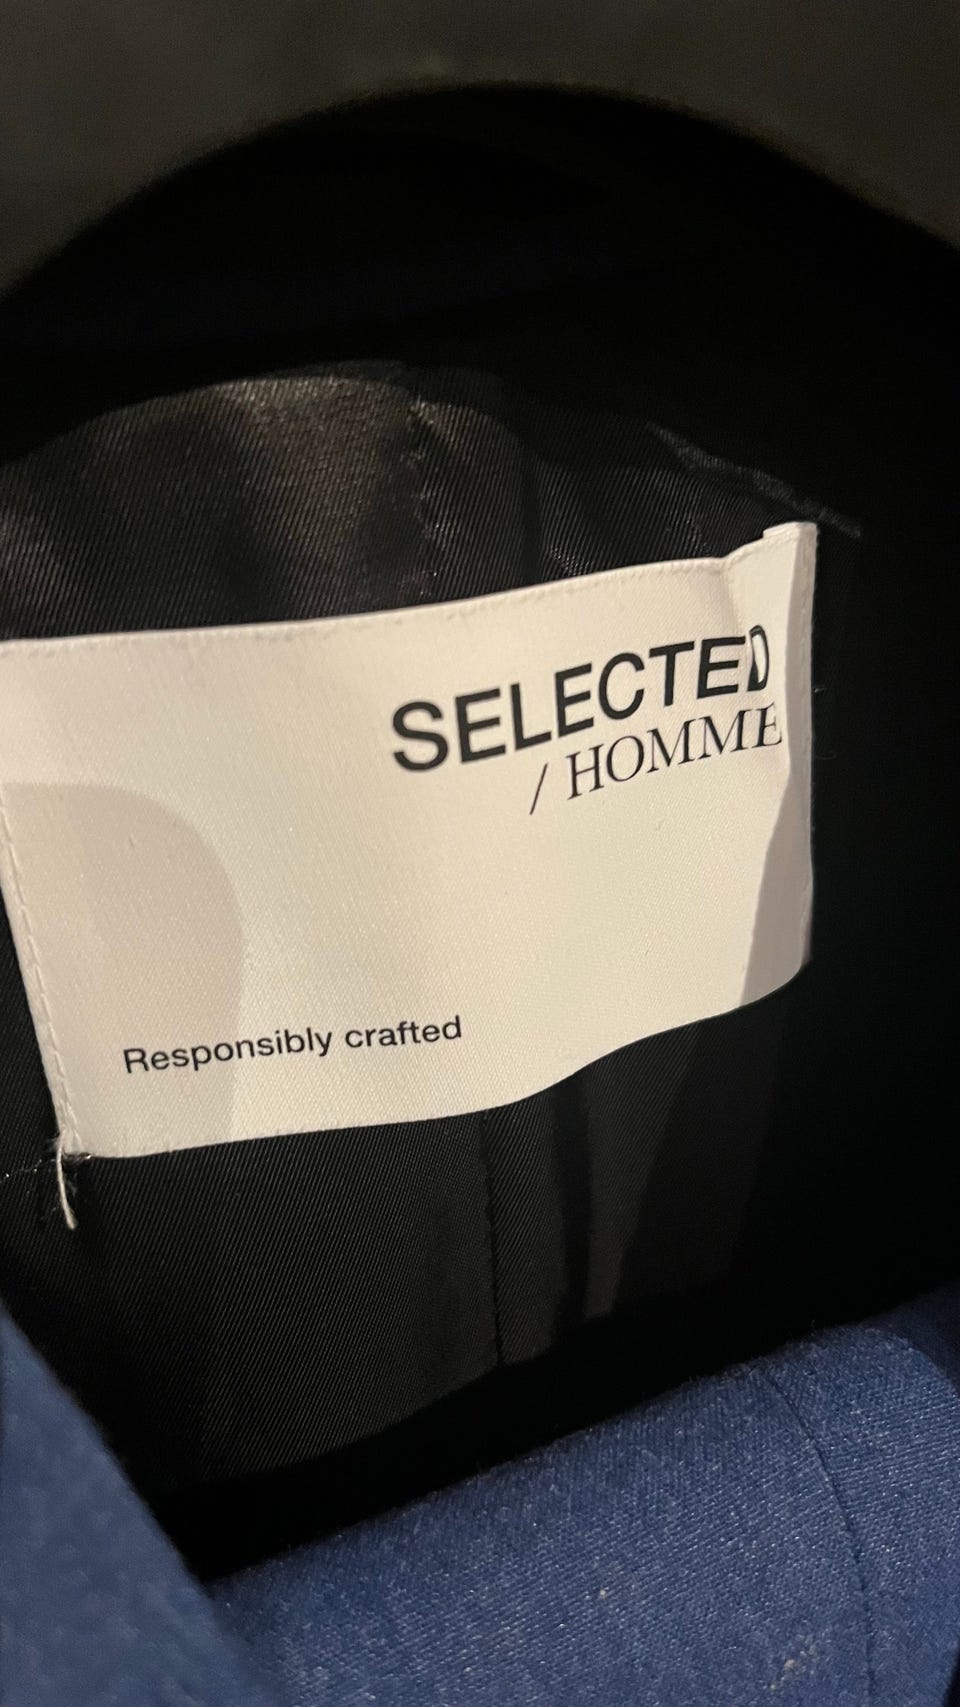 SELECTED
/ HOMME
Responsibly crafted